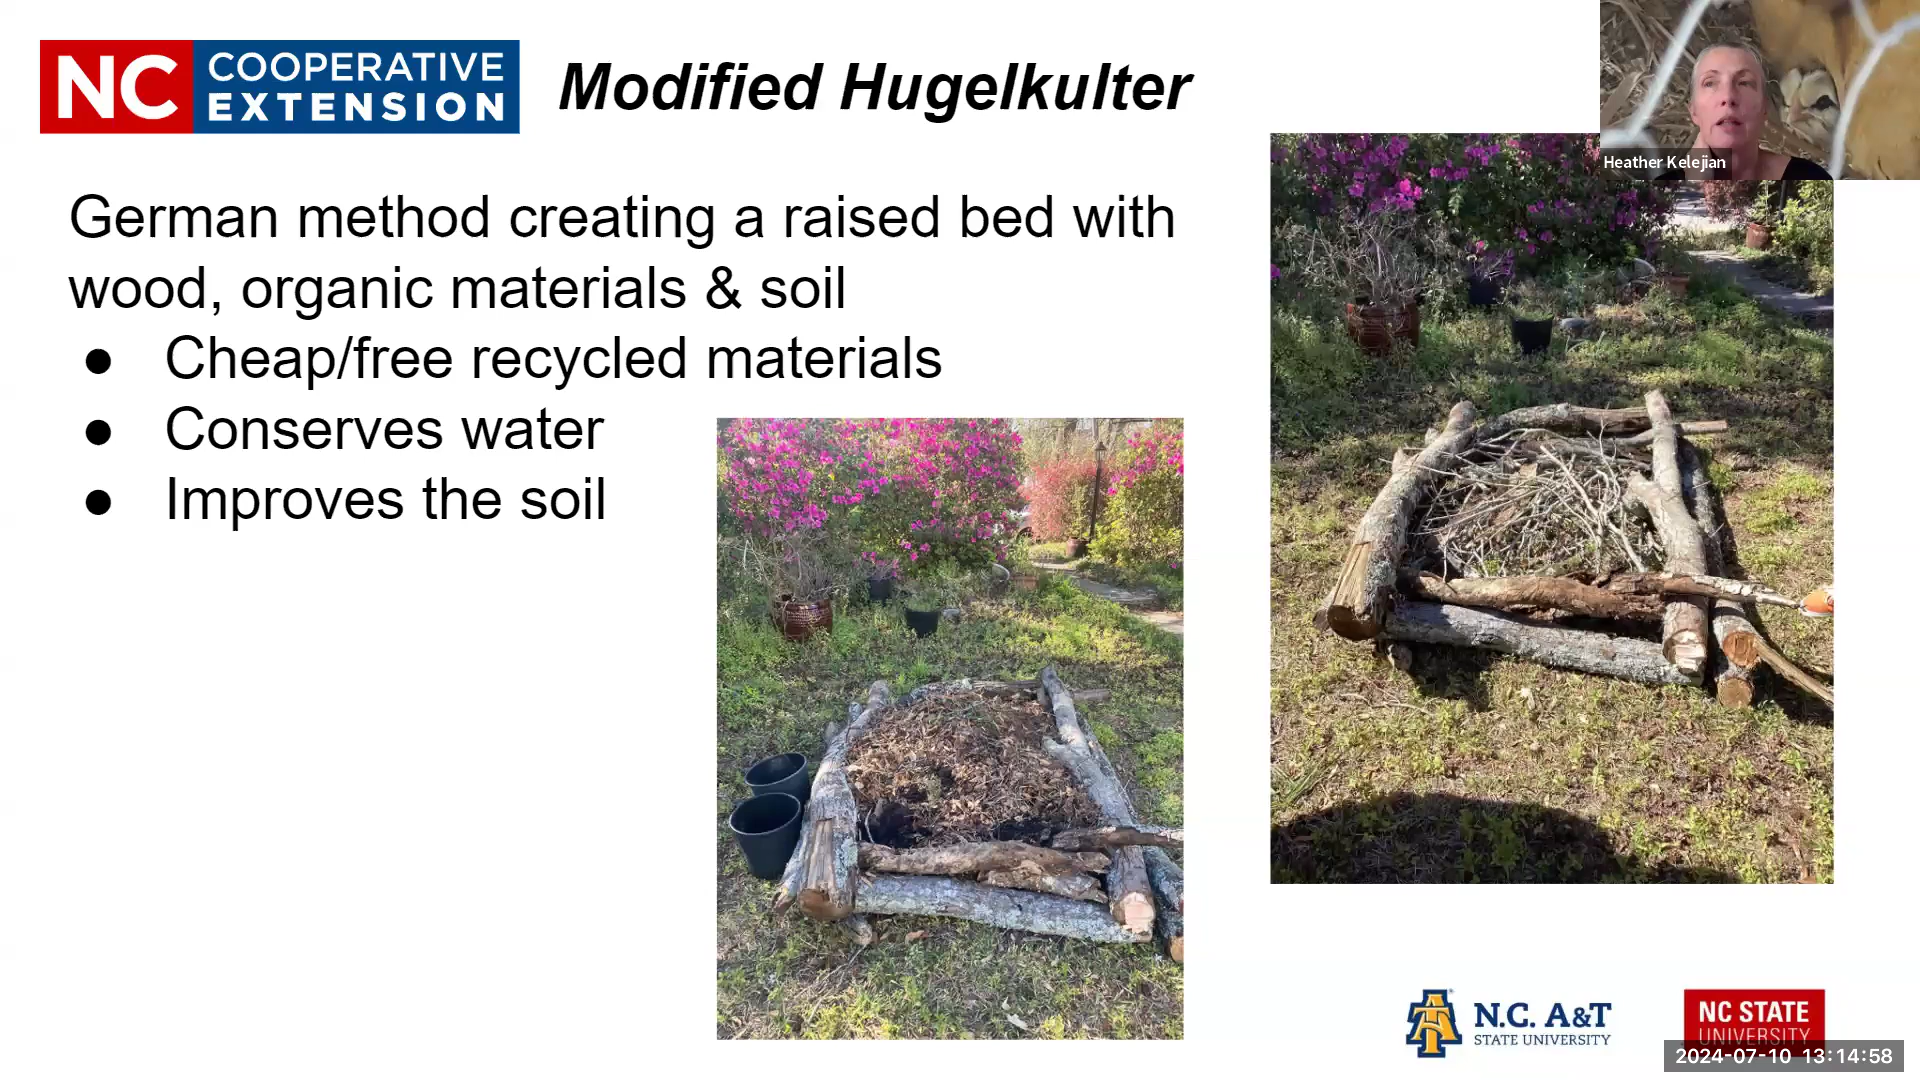 NC COOPERATIVE
EXTENSION
Modified Hugelkulter
Heather Kelejian
German method creating a raised bed with
wood, organic materials & soil
● Cheap/free recycled materials
● Conserves water
● Improves the soil
N.C. A&T
STATE UNIVERSITY
NC STATE
UNIVERSITY
2024-07-10 13:14:58